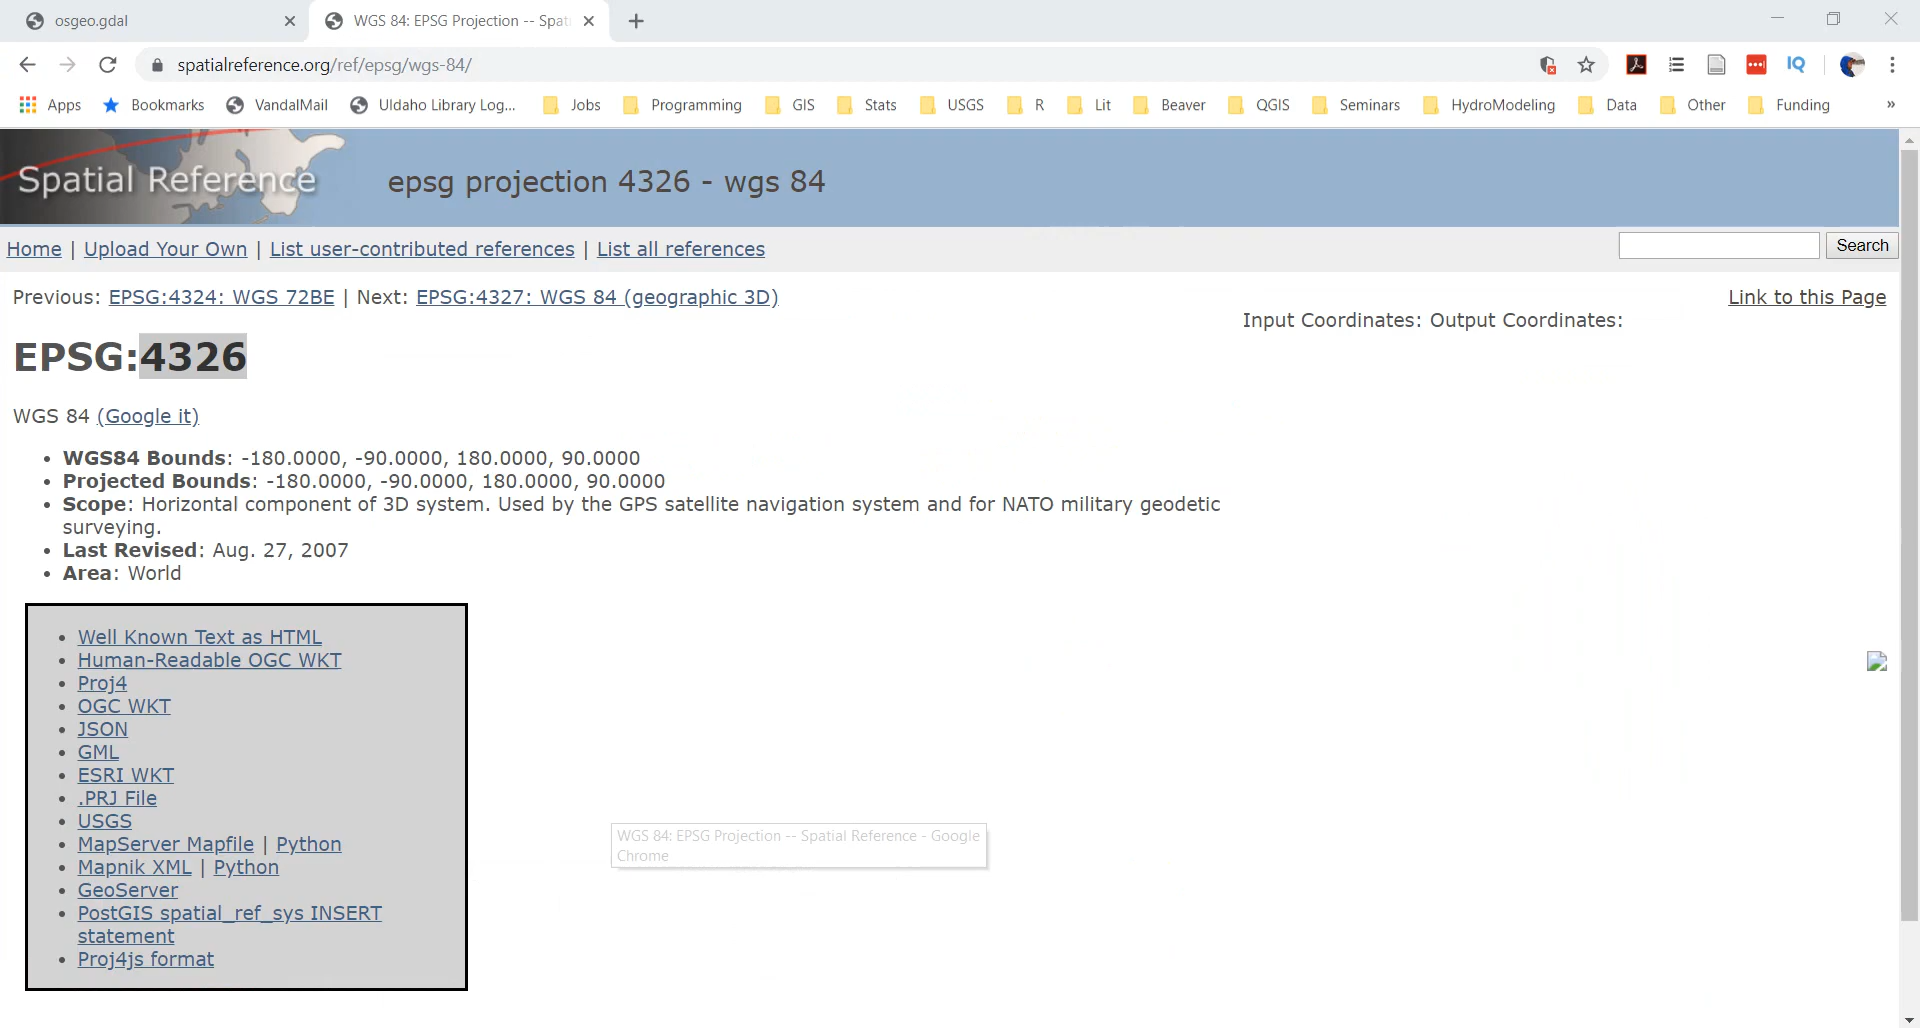 osgeo.gdal
WGS 84: EPSG Projection -- Spat
spatialreference.org/ref/epsg/wgs-84/
Apps Bookmarks VandalMail UIdaho Library Log... Jobs Programming GIS Stats USGS R Lit Beaver QGIS Seminars HydroModeling Data Other Funding »
Spatial Reference
epsg projection 4326 - wgs 84
Home | Upload Your Own | List user-contributed references | List all references
Search
Previous: EPSG:4324: WGS 72BE | Next: EPSG:4327: WGS 84 (geographic 3D)
Link to this Page
Input Coordinates: Output Coordinates:
EPSG:4326
WGS 84 (Google it)
• WGS84 Bounds: -180.0000, -90.0000, 180.0000, 90.0000
• Projected Bounds: -180.0000, -90.0000, 180.0000, 90.0000
• Scope: Horizontal component of 3D system. Used by the GPS satellite navigation system and for NATO military geodetic
surveying.
• Last Revised: Aug. 27, 2007
• Area: World
• Well Known Text as HTML
• Human-Readable OGC WKT
• Proj4
• OGC WKT
• JSON
• GML
• ESRI WKT
• .PRJ File
• USGS
• MapServer Mapfile | Python
• Mapnik XML | Python
• GeoServer
• PostGIS spatial_ref_sys INSERT
statement
• Proj4js format
WGS 84: EPSG Projection -- Spatial Reference - Google
Chrome
IQ